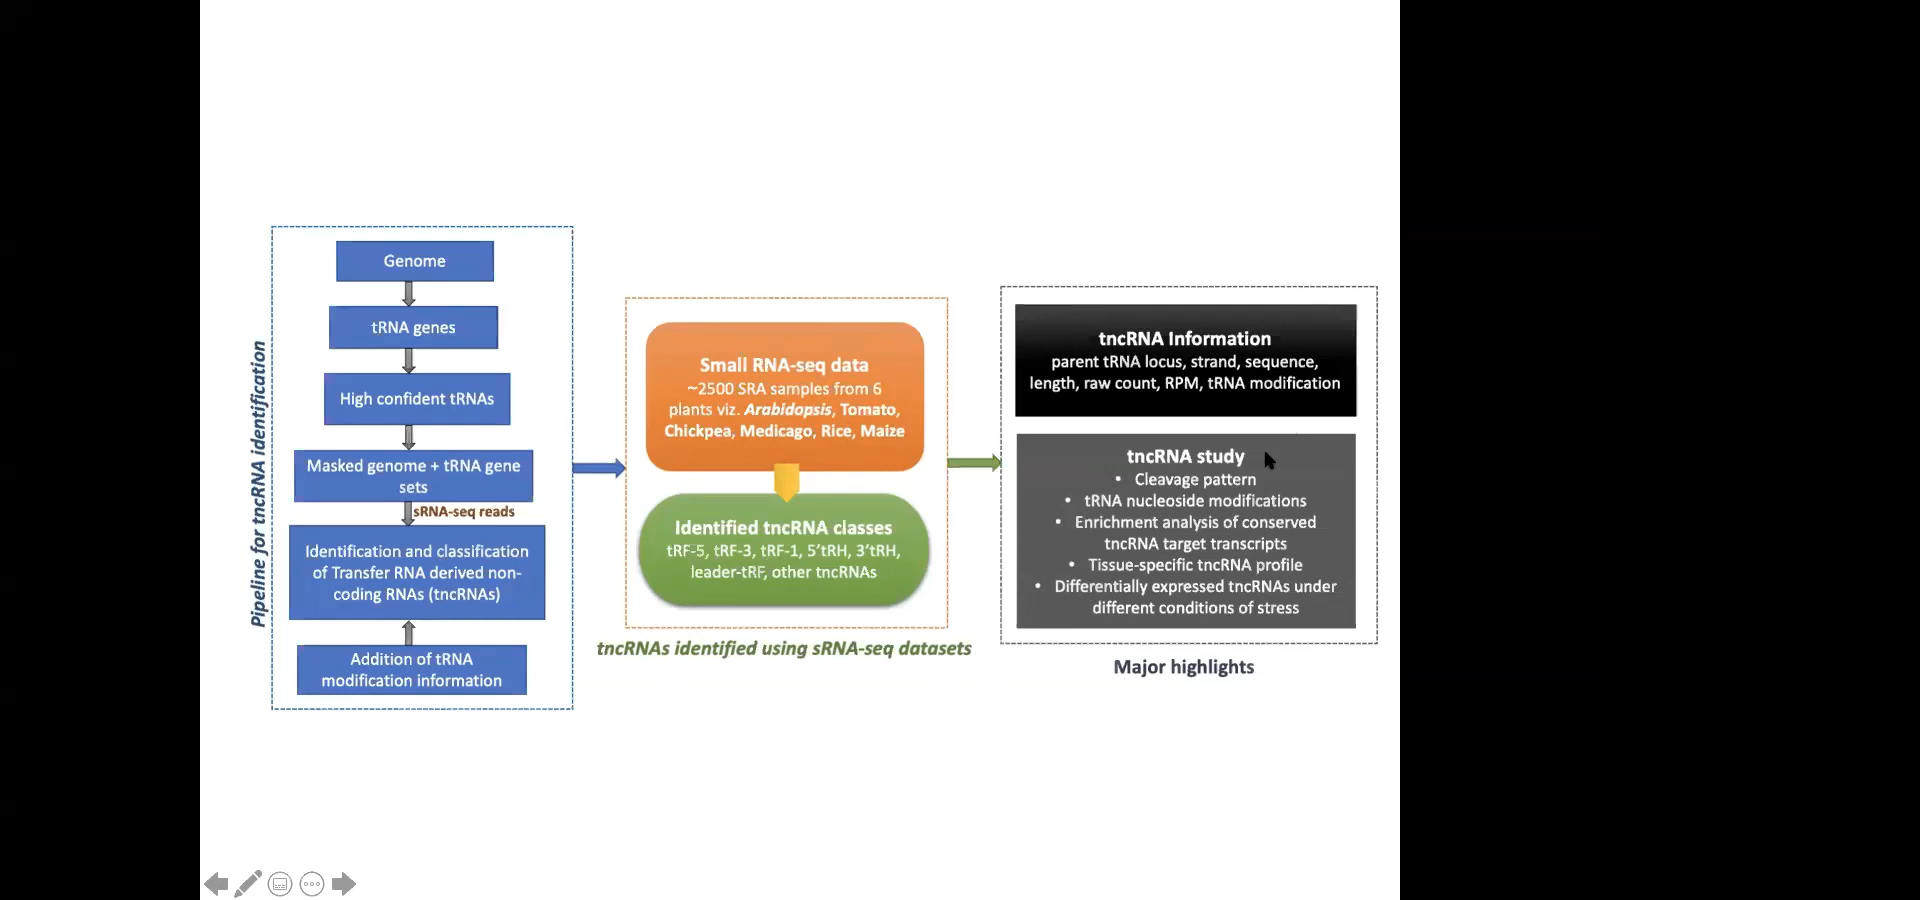 Pipeline for tncRNA identification
Genome
tRNA genes
High confident tRNAs
Masked genome + tRNA gene
sets
sRNA-seq reads
Identification and classification
of Transfer RNA derived non-
coding RNAs (tncRNAs)
Addition of tRNA
modification information
Small RNA-seq data
~2500 SRA samples from 6
plants viz. Arabidopsis, Tomato,
Chickpea, Medicago, Rice, Maize
Identified tncRNA classes
tRF-5, tRF-3, tRF-1, 5’tRH, 3’tRH,
leader-tRF, other tncRNAs
tncRNAs identified using sRNA-seq datasets
tncRNA Information
parent tRNA locus, strand, sequence,
length, raw count, RPM, tRNA modification
tncRNA study
• Cleavage pattern
• tRNA nucleoside modifications
• Enrichment analysis of conserved
tncRNA target transcripts
• Tissue-specific tncRNA profile
• Differentially expressed tncRNAs under
different conditions of stress
Major highlights